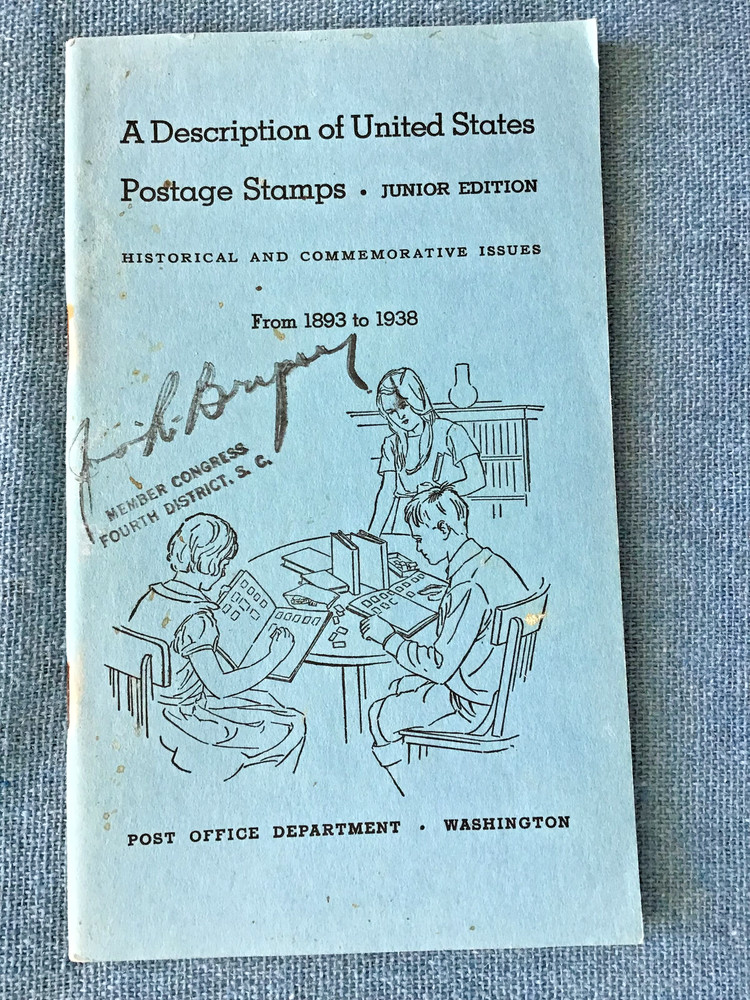 A Description of United States
Postage Stamps • JUNIOR EDITION
HISTORICAL AND COMMEMORATIVE ISSUES
From 1893 to 1938
MEMBER CONGRESS
FOURTH DISTRICT, S. C.
POST OFFICE DEPARTMENT • WASHINGTON